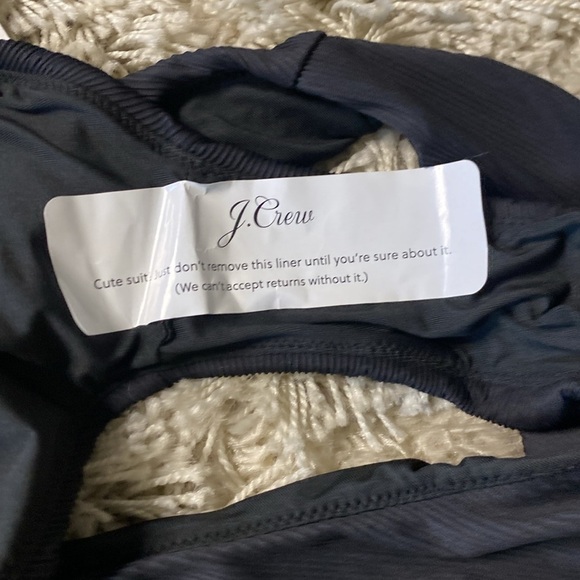 J.Crew
Cute suit. Just don't remove this liner until you're sure about it.
(We can't accept returns without it.)